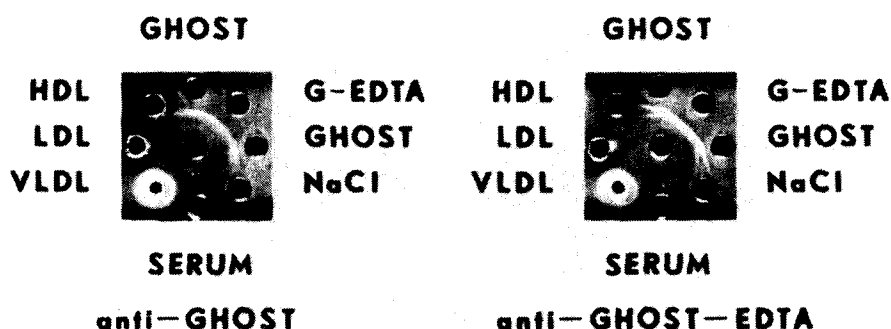 GHOST GHOST
HDL G-EDTA HDL G-EDTA
LDL GHOST LDL GHOST
VLDL NaCl VLDL NaCl
SERUM SERUM
anti-GHOST anti-GHOST-EDTA